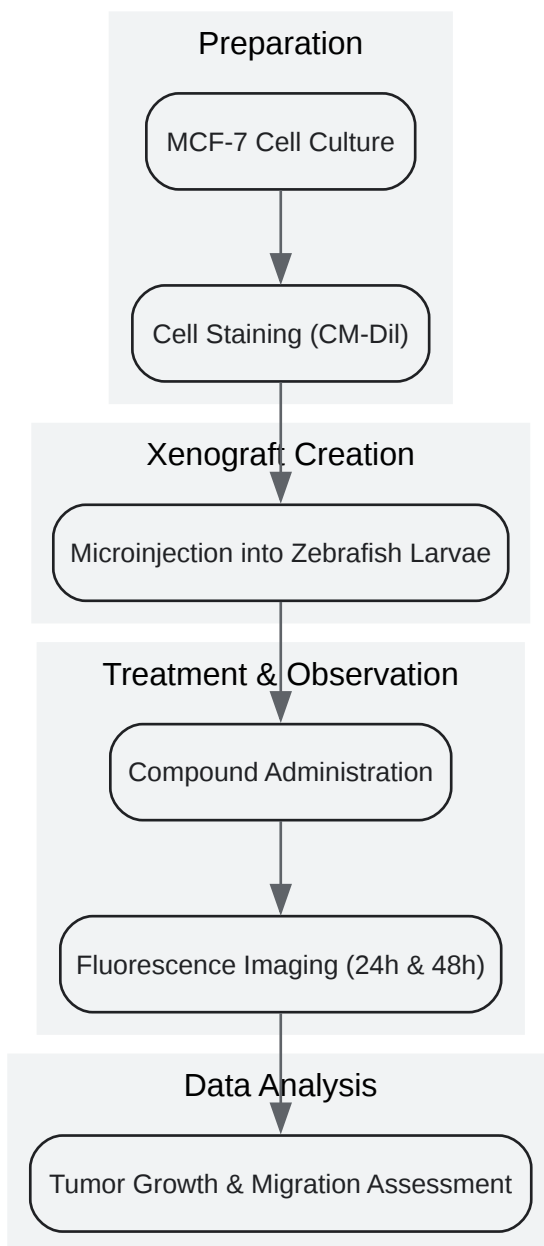 Preparation
MCF-7 Cell Culture
Cell Staining (CM-Dil)
Xenograft Creation
Microinjection into Zebrafish Larvae
Treatment & Observation
Compound Administration
Fluorescence Imaging (24h & 48h)
Data Analysis
Tumor Growth & Migration Assessment